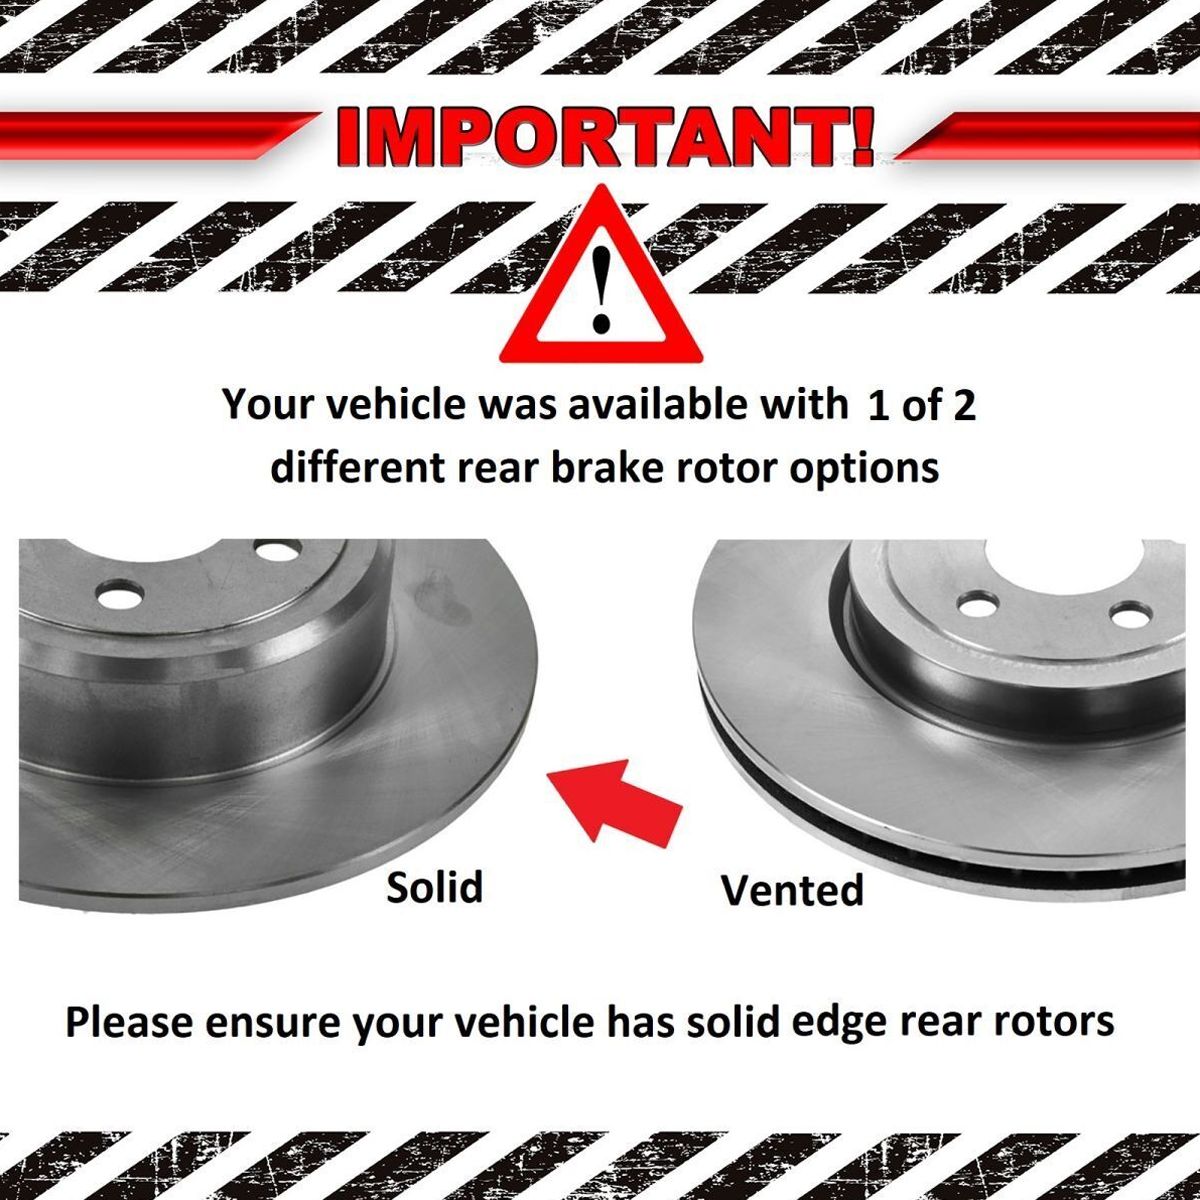 IMPORTANT!
Your vehicle was available with 1 of 2
different rear brake rotor options
Solid
Vented
Please ensure your vehicle has solid edge rear rotors